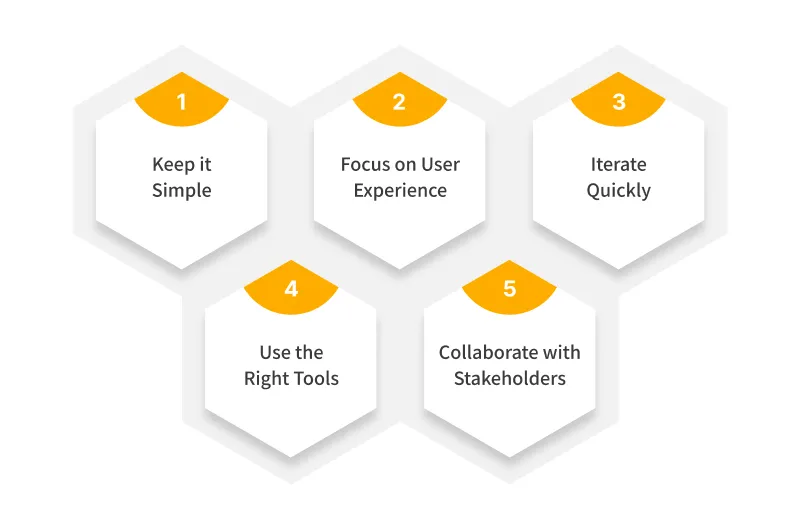 1
Keep it
Simple
2
Focus on User
Experience
3
Iterate
Quickly
4
Use the
Right Tools
5
Collaborate with
Stakeholders